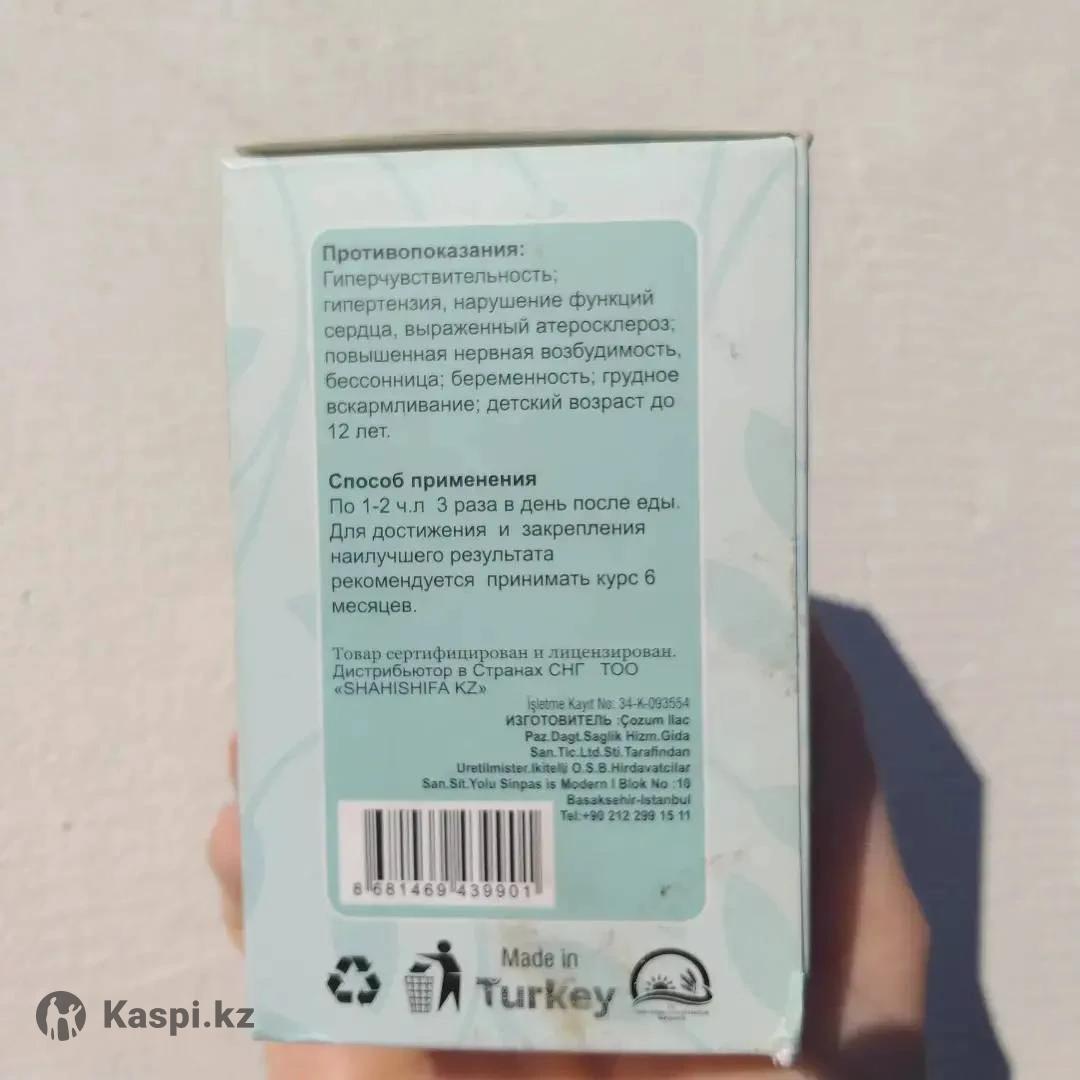 Противопоказания:
Гиперчувствительность;
гипертензия, нарушение функций
сердца, выраженный атеросклероз;
повышенная нервная возбудимость,
бессонница; беременность; грудное
вскармливание; детский возраст до
12 лет.
Способ применения
По 1-2 ч.л 3 раза в день после еды.
Для достижения и закрепления
наилучшего результата
рекомендуется принимать курс 6
месяцев.
Товар сертифицирован и лицензирован.
Дистрибьютор в Странах СНГ ТОО
«SHAHISHIFA KZ»
İşletme Kayıt No: 34-K-093554
ИЗГОТОВИТЕЛЬ :Çozum Ilac
Paz.Dagt.Saglik Hizm.Gida
San.Tic.Ltd.Sti.Tarafindan
Uretilmister.Ikitelli O.S.B.Hirdavatcilar
San.Sit.Yolu Sinpas is Modern I Blok No :16
Basaksehir-Istanbul
Tel:+90 212 299 15 11
8 681469 439901
Made in
Turkey
Kaspi.kz